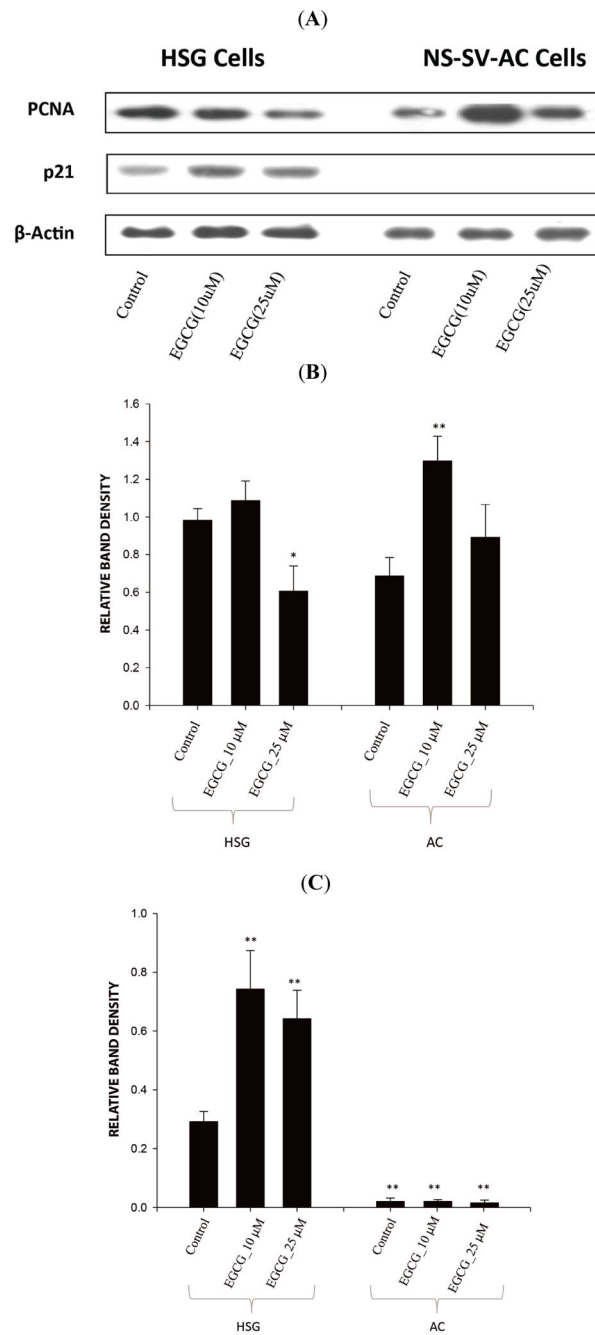 (A)
HSG Cells NS-SV-AC Cells
PCNA
p21
β-Actin
Control EGCG(10uM) EGCG(25uM) Control EGCG(10uM) EGCG(25uM)
(B)
RELATIVE BAND DENSITY
1.6
1.4
1.2
1.0
0.8
0.6
0.4
0.2
0.0
**
*
Control EGCG_10 μM EGCG_25 μM Control EGCG_10 μM EGCG_25 μM
HSG AC
(C)
RELATIVE BAND DENSITY
1.0
0.8
0.6
0.4
0.2
0.0
** ** ** ** **
Control EGCG_10 μM EGCG_25 μM Control EGCG_10 μM EGCG_25 μM
HSG AC